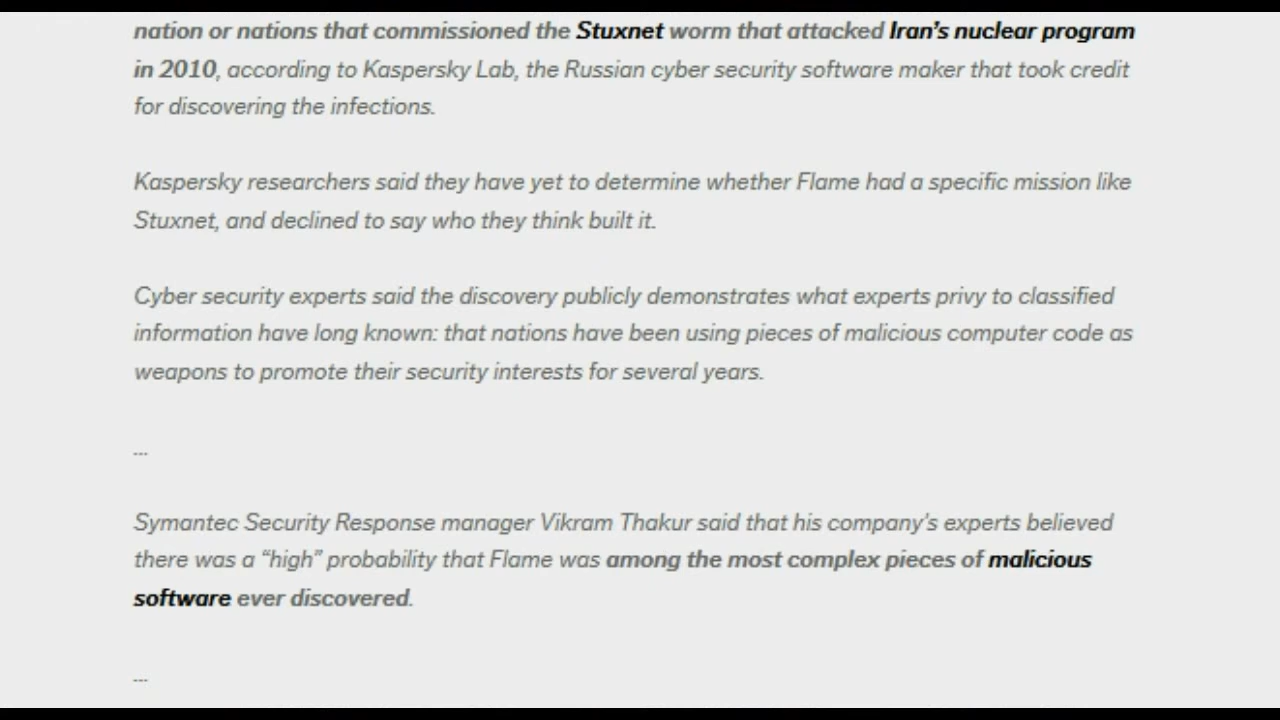 nation or nations that commissioned the Stuxnet worm that attacked Iran's nuclear program
in 2010, according to Kaspersky Lab, the Russian cyber security software maker that took credit
for discovering the infections.
Kaspersky researchers said they have yet to determine whether Flame had a specific mission like
Stuxnet, and declined to say who they think built it.
Cyber security experts said the discovery publicly demonstrates what experts privy to classified
information have long known: that nations have been using pieces of malicious computer code as
weapons to promote their security interests for several years.
...
Symantec Security Response manager Vikram Thakur said that his company's experts believed
there was a “high” probability that Flame was among the most complex pieces of malicious
software ever discovered.
...